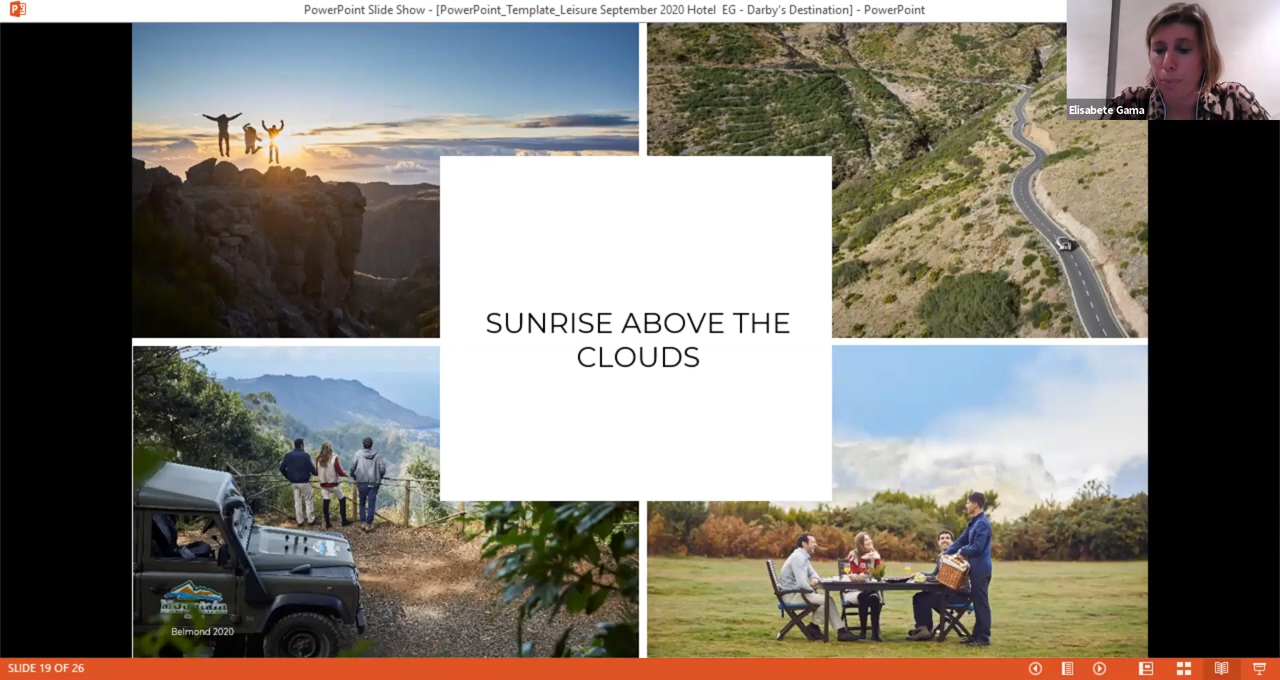 PowerPoint Slide Show - [PowerPoint_Template_Leisure September 2020 Hotel  EG - Darby's Destination] - PowerPoint
Elisabete Gama
SUNRISE ABOVE THE
CLOUDS
Belmond 2020
SLIDE 19 OF 26